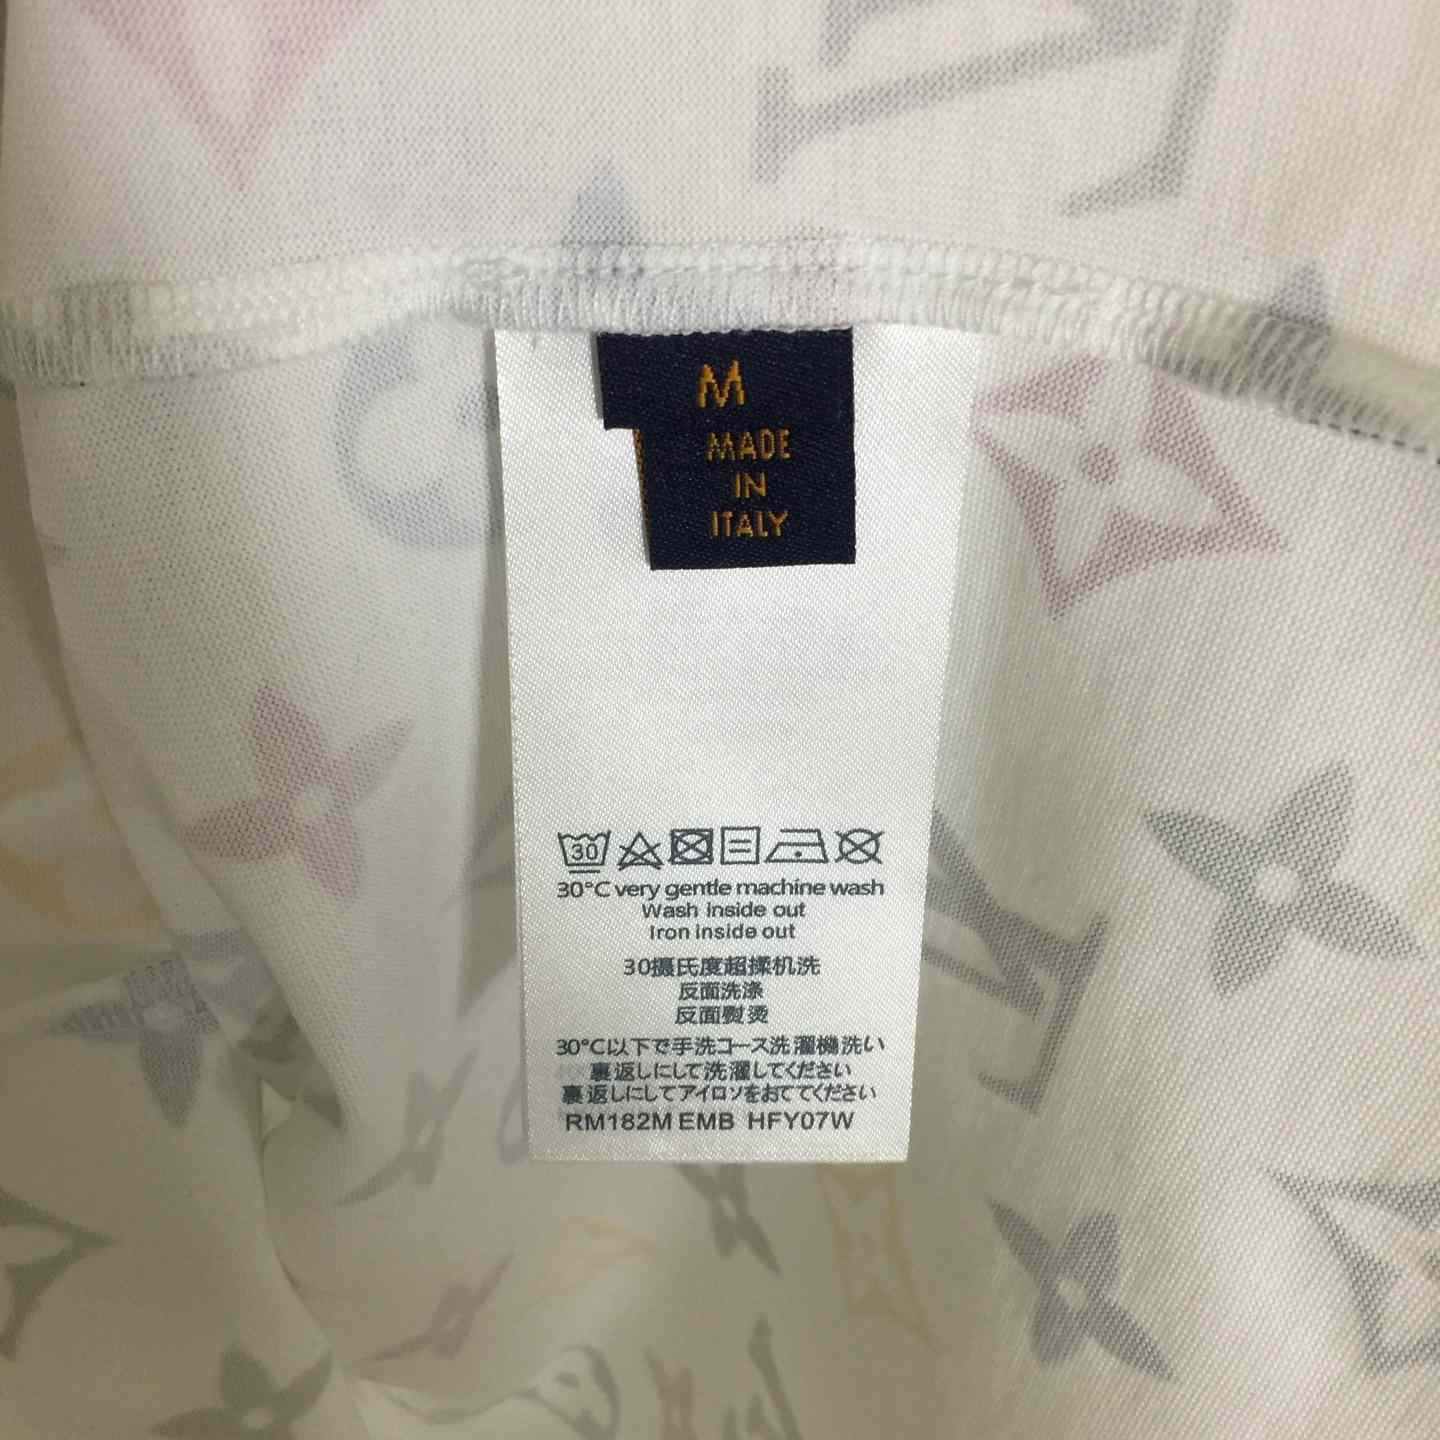 M
MADE
IN
ITALY
30
30°C very gentle machine wash
Wash inside out
Iron inside out
30摄氏度超揉机洗
反面洗涤
反面熨烫
30°C以下で手洗コース洗濯機洗い
裏返しにして洗濯してください
裏返しにしてアイロソをおててください
RM182M EMB HFY07W